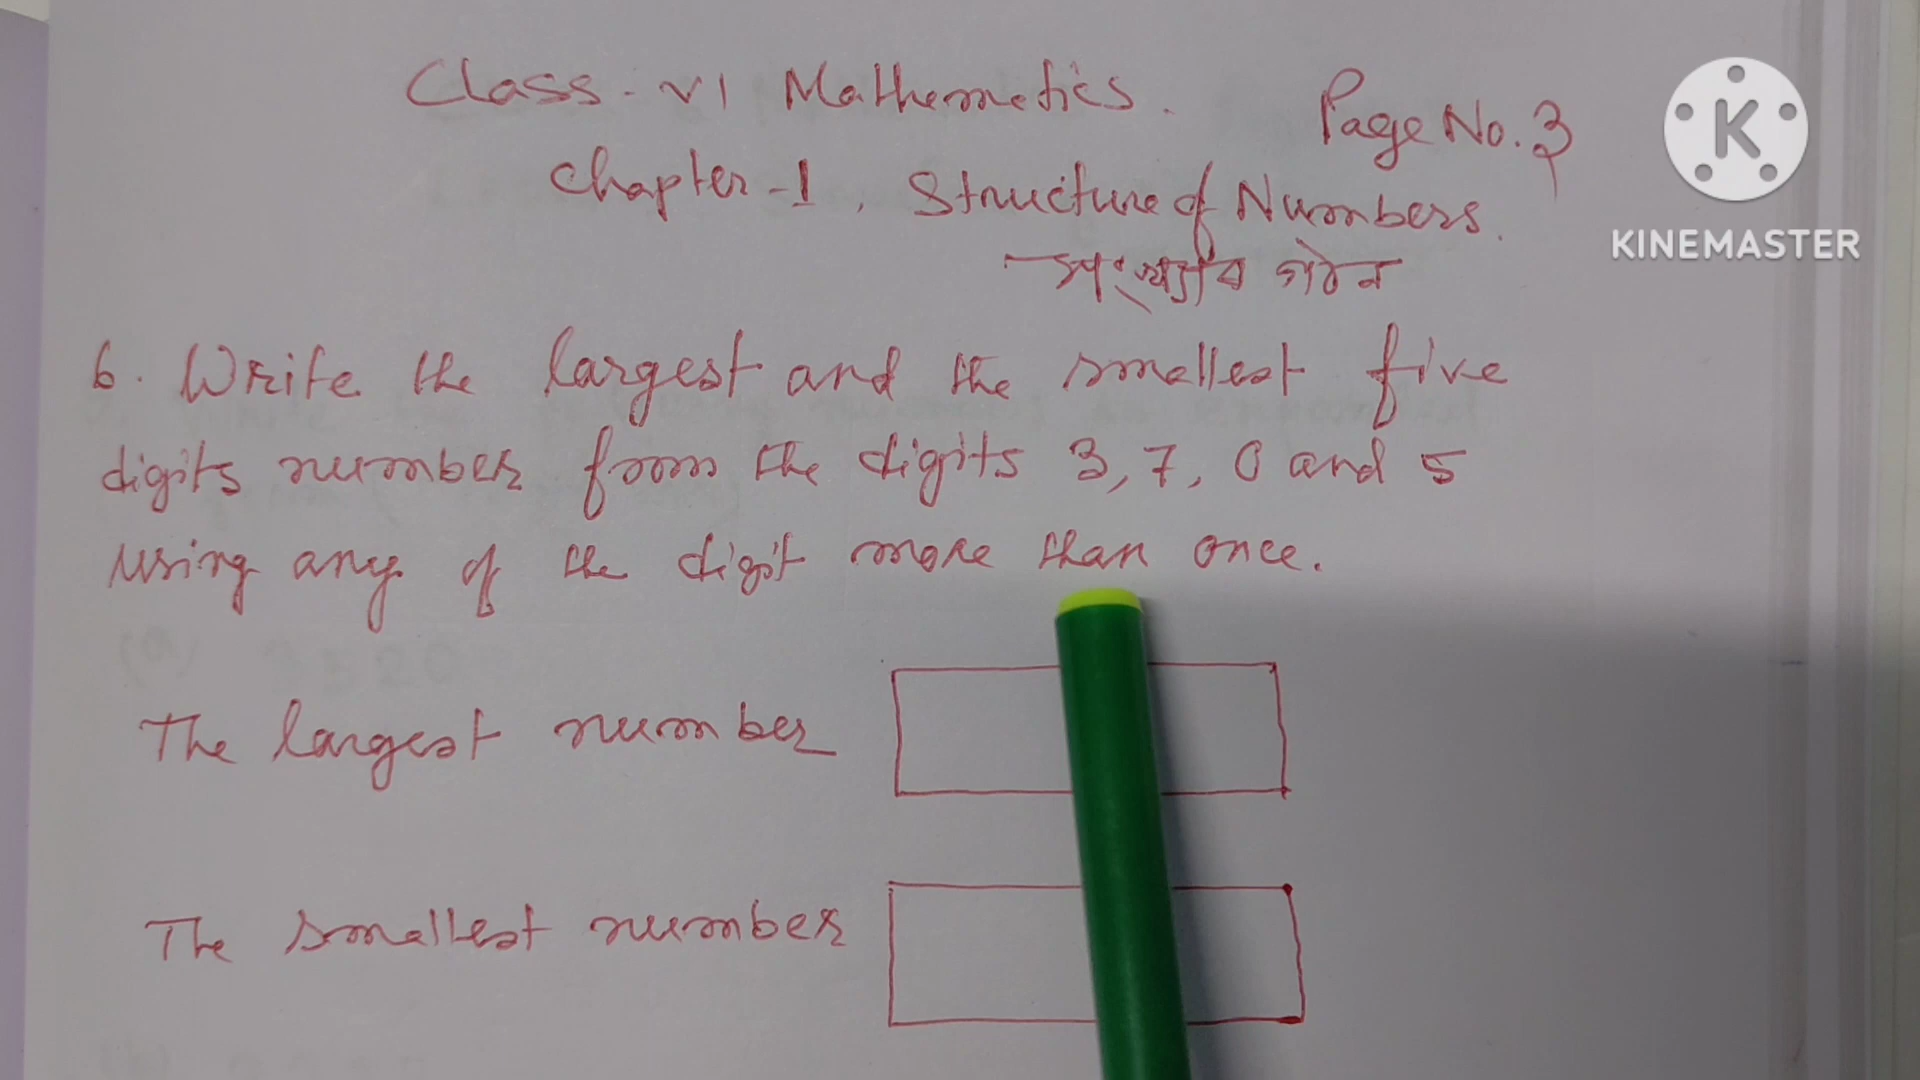 Class - VI Mathematics.
Page No. 3
Chapter - 1, Structure of Numbers.
সংখ্যাৰ গঠন
K
KINEMASTER
6. Write the largest and the smallest five
digits number from the digits 3, 7, 0 and 5
using any of the digit more than once.
The largest number
The smallest number